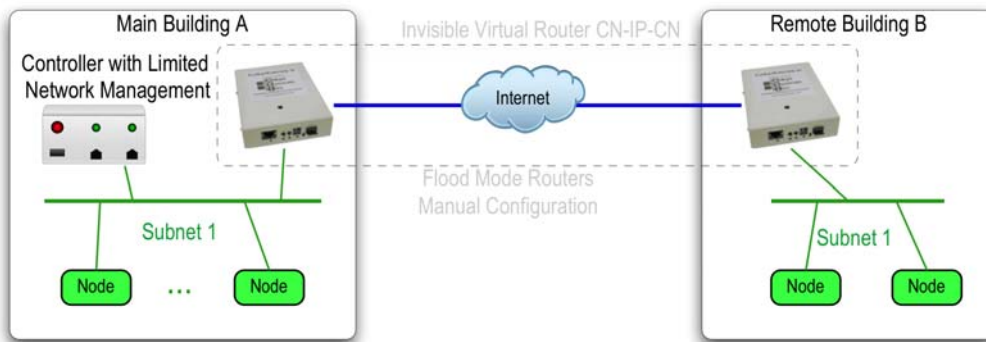 Main Building A
Invisible Virtual Router CN-IP-CN
Remote Building B
Controller with Limited
Network Management
Internet
Flood Mode Routers
Manual Configuration
Subnet 1
Subnet 1
Node
...
Node
Node
Node